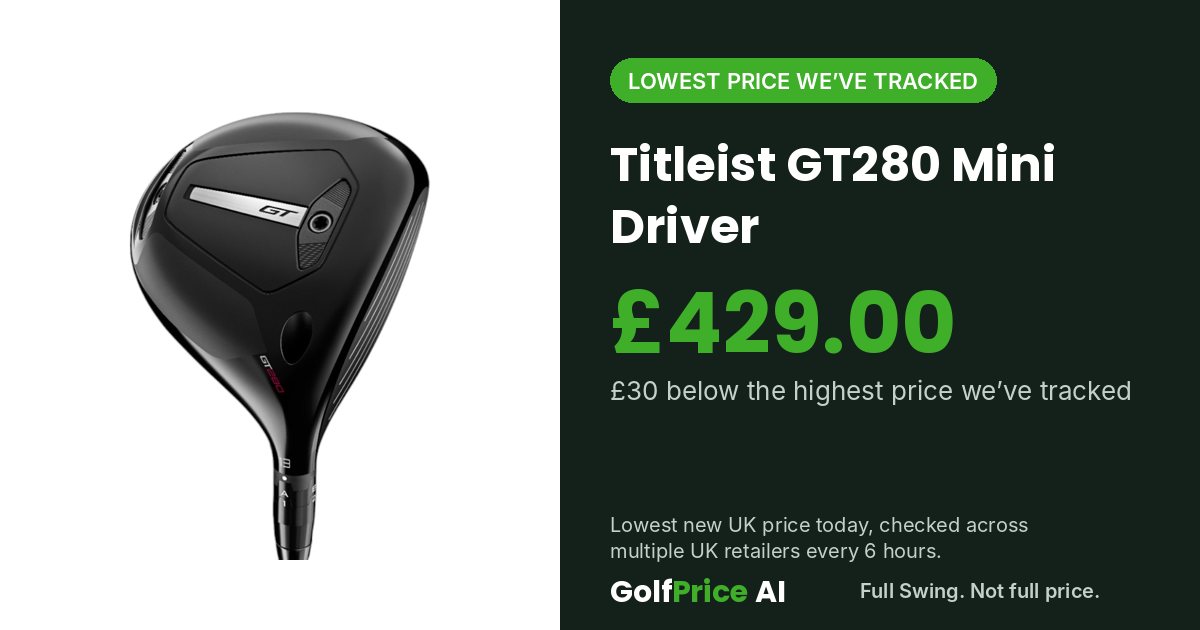 LOWEST PRICE WE’VE TRACKED
Titleist GT280 Mini
Driver
£429.00
£30 below the highest price we’ve tracked
Lowest new UK price today, checked across
multiple UK retailers every 6 hours.
GolfPrice AI
Full Swing. Not full price.
GT
GT280
A1